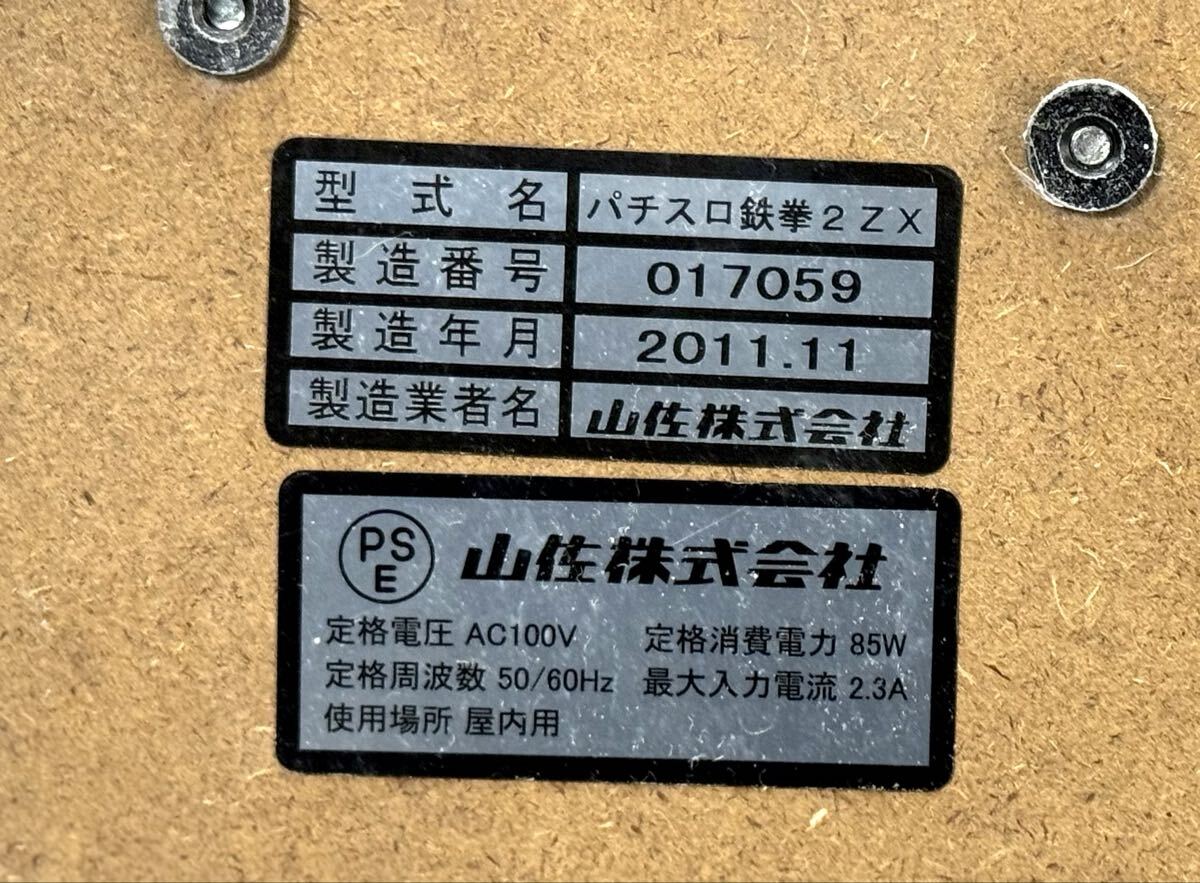 型式名 パチスロ鉄拳2ZX
製造番号 017059
製造年月 2011.11
製造業者名 山佐株式会社
PSE 山佐株式会社
定格電圧 AC100V 定格消費電力 85W
定格周波数 50/60Hz 最大入力電流 2.3A
使用場所 屋内用